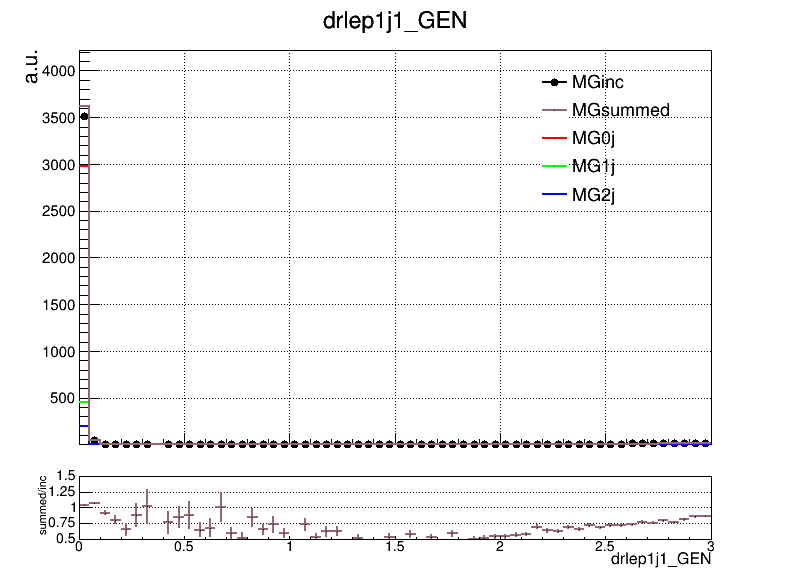 drlep1j1_GEN
a.u.
4000
3500
3000
2500
2000
1500
1000
500
MGinc
MGsummed
MG0j
MG1j
MG2j
summed/inc
1.5
1.25
1
0.75
0.5
0 0.5 1 1.5 2 2.5 3
drlep1j1_GEN